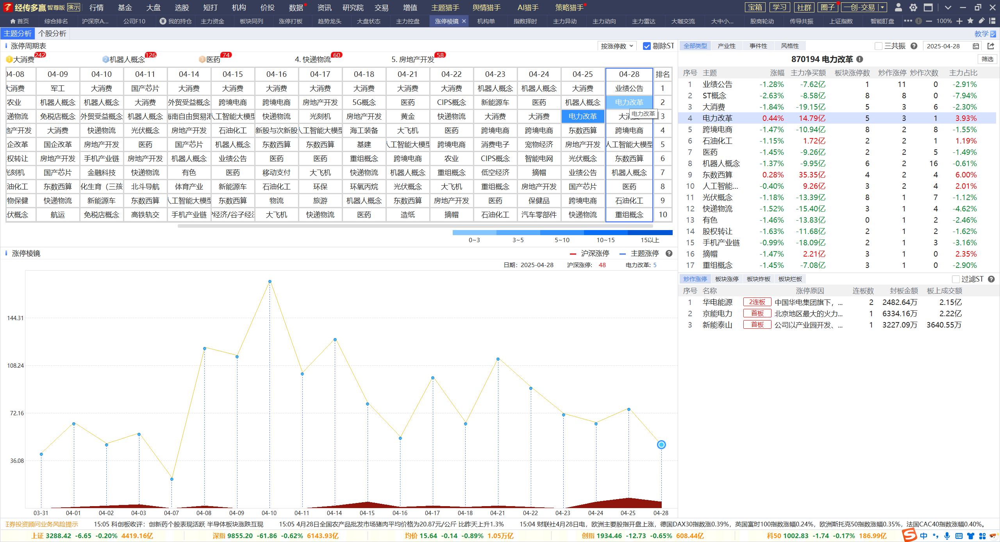 经传多赢 智尊版 演示 行情 基金 大盘 选股 短打 机构 价投 数据 资讯 研究院 交易 增值 主题猎手 舆情猎手 AI猎手 策略猎手 宝箱 学习 社群 圈子 一创-交易
首页 综合排名 沪深京A... 公司F10 我的持仓 主力资金 板块同列 涨停打板 趋势龙头 大盘状态 主力控盘 涨停棱镜 机构单 指数择时 主力异动 主力动向 主力雷达 大咖交流 大中小... 股商轮动 传导共振 上证指数 智能盯盘 ••• 100%
主题分析 个股分析 教学
涨停周期表 按涨停数 剔除ST
1 大消费 242 2 机器人概念 126 3 医药 74 4. 快递物流 60 5. 房地产开发 58
04-08 04-09 04-10 04-11 04-14 04-15 04-16 04-17 04-18 04-21 04-22 04-23 04-24 04-25 04-28 排名
大消费 军工 大消费 国产芯片 大消费 大消费 大消费 大消费 大消费 大消费 大消费 机器人概念 机器人概念 大消费 业绩公告 1
农业 机器人概念 机器人概念 大消费 外贸受益概念 跨境电商 跨境电商 房地产开发 5G概念 医药 CIPS概念 新能源车 医药 机器人概念 电力改革 2
递物流 免税店概念 外贸受益概念 机器人概念 海南自由贸易港 人工智能大模型 快递物流 光刻机 房地产开发 黄金 快递物流 大消费 大消费 电力改革 大消 3
电力改革
地产开发 大消费 快递物流 光伏概念 房地产开发 石油化工 新股与次新股 人工智能大模型 海工装备 大飞机 医药 跨境电商 跨境电商 东数西算 跨境电商 4
企改革 国企改革 房地产开发 医药 国产芯片 机器人概念 东数西算 东数西算 基建 人工智能大模型 跨境电商 消费电子 宠物经济 房地产开发 人工智能大模型 5
权转让 房地产开发 手机产业链 房地产开发 机器人概念 业绩公告 医药 医药 重组概念 跨境电商 农业 CIPS概念 智能电网 光伏概念 东数西算 6
光刻机 国产芯片 金融科技 快递物流 有色 医药 移动支付 大飞机 快递物流 机器人概念 重组概念 低空经济 摘帽 业绩公告 机器人概念 7
油化工 东数西算 化生育（三孩 北斗导航 体育产业 新能源车 石油化工 环保 环氧丙烷 光伏概念 大飞机 重组概念 房地产开发 国产芯片 医药 8
物保健 快递物流 新能源车 东数西算 人工智能大模型 东数西算 物流 旅游 机器人概念 东数西算 房地产开发 医药 保健品 跨境电商 石油化工 9
伏概念 航运 免税店概念 高铁轨交 手机产业链 经济/谷子经济 大飞机 快递物流 医药 造纸 摘帽 石油化工 汽车零部件 快递物流 重组概念 10
0~3 3~5 5~10 10~15 15以上
涨停棱镜 沪深涨停 主题涨停
日期: 2025-04-28 沪深涨停: 48 电力改革: 5
144.31
108.24
72.16
36.08
03-31 04-01 04-02 04-03 04-07 04-08 04-09 04-10 04-11 04-14 04-15 04-16 04-17 04-18 04-21 04-22 04-23 04-24 04-25 04-28
全部类型 产业性 事件性 风格性 三共振 2025-04-28
870194 电力改革 筛选
序号 主题 涨幅 主力净买额 板块涨停数 炒作涨停 炒作次数 主力占比
1 业绩公告 -1.28% -7.62亿 1 11 0 -2.91%
2 ST概念 -2.63% -8.58亿 8 8 0 -7.94%
3 大消费 -1.84% -19.15亿 5 3 6 -2.30%
4 电力改革 0.44% 14.79亿 5 3 1 3.93%
5 跨境电商 -1.47% -10.94亿 8 2 8 -1.55%
6 石油化工 -1.15% 1.72亿 2 2 1 1.19%
7 医药 -1.45% -9.26亿 2 2 5 -1.49%
8 机器人概念 -1.37% -9.95亿 6 2 16 -0.61%
9 东数西算 0.28% 35.35亿 4 2 4 6.00%
10 人工智能... -0.40% 9.26亿 3 2 4 2.01%
11 光伏概念 -1.18% -13.39亿 8 1 7 -1.12%
12 快递物流 -1.52% -15.40亿 3 1 4 -4.62%
13 有色 -1.46% -13.83亿 0 1 2 -2.46%
14 股权转让 -1.63% -11.68亿 2 1 2 -1.62%
15 手机产业链 -0.99% -18.09亿 2 1 3 -3.16%
16 摘帽 -1.47% 2.21亿 3 1 0 2.35%
17 重组概念 -1.45% -7.08亿 3 1 0 -2.90%
炒作涨停 板块涨停 板块炸板 板块烂板 过滤ST
序号 名称 涨停原因 连板数 封板金额 板上成交额
1 华电能源 2连板 中国华电集团旗下，... 2 2482.64万 2.15亿
2 京能电力 首板 北京地区最大的火力... 1 6334.16万 2.22亿
3 新能泰山 首板 公司以产业园开发、... 1 3227.09万 3640.55万
证券投资顾问业务风险提示 15:05 科创板收评：创新药个股表现活跃 半导体板块涨跌互现 15:05 4月28日全国农产品批发市场猪肉平均价格为20.87元/公斤 比昨天上升1.3% 15:04 财联社4月28日电，欧洲主要股指开盘上涨，德国DAX30指数涨0.39%，英国富时100指数涨幅0.24%，欧洲斯托克50指数涨幅0.35%，法国CAC40指数涨幅0.40%。
上证 3288.42 -6.65 -0.20% 4419.16亿 深指 9855.20 -61.86 -0.62% 6143.93亿 均价 15.64 -0.14 -0.89% 1.05万亿 创指 1934.46 -12.73 -0.65% 608.44亿 科50 1002.83 -1.74 -0.17% 186.99亿 中